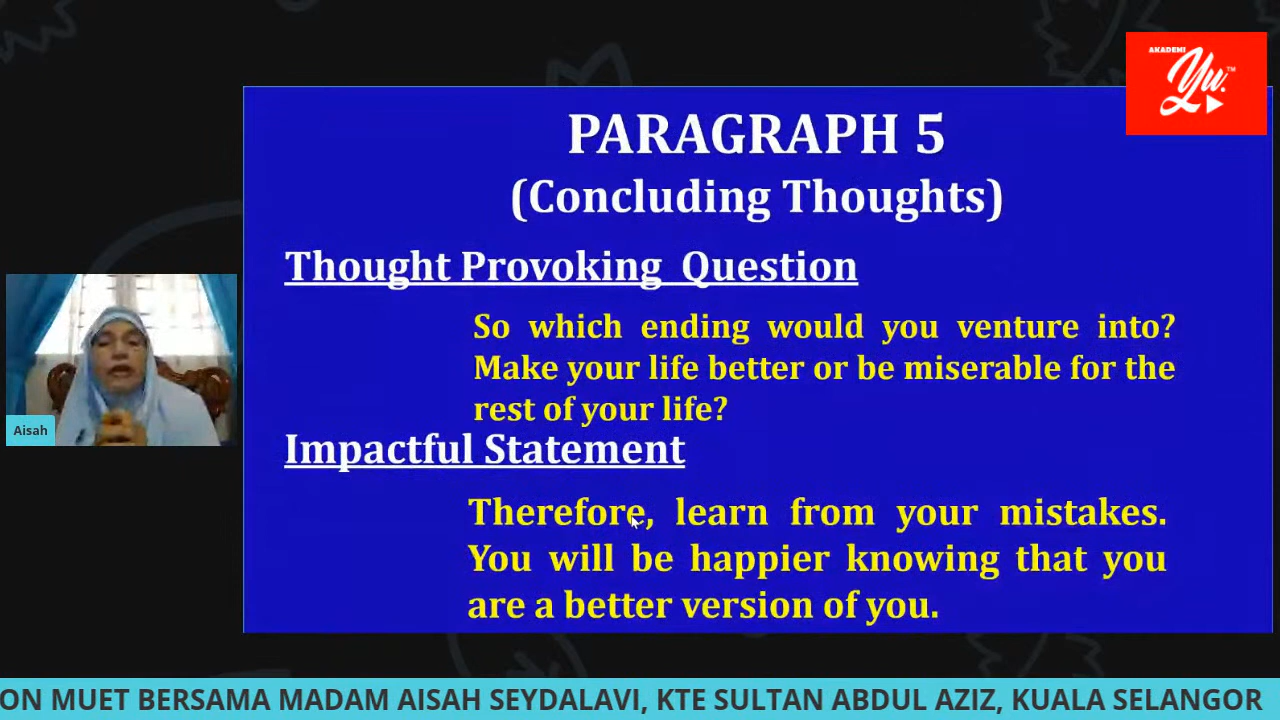 AKADEMI
Yu.
TM
PARAGRAPH 5
(Concluding Thoughts)
Thought Provoking Question
So which ending would you venture into?
Make your life better or be miserable for the
rest of your life?
Impactful Statement
Therefore, learn from your mistakes.
You will be happier knowing that you
are a better version of you.
Aisah
ON MUET BERSAMA MADAM AISAH SEYDALAVI, KTE SULTAN ABDUL AZIZ, KUALA SELANGOR